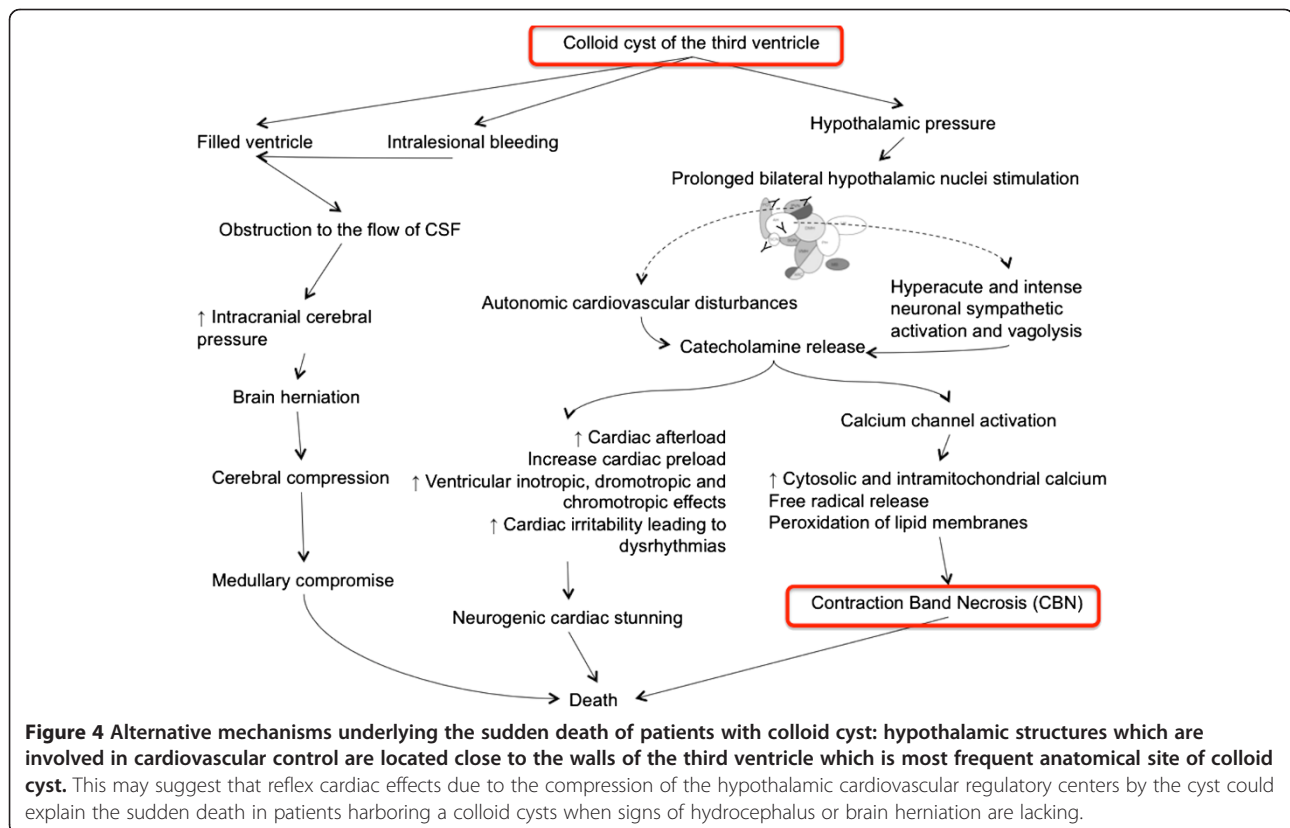 Colloid cyst of the third ventricle
Filled ventricle
Intralesional bleeding
Hypothalamic pressure
Prolonged bilateral hypothalamic nuclei stimulation
Obstruction to the flow of CSF
Autonomic cardiovascular disturbances
Hyperacute and intense
neuronal sympathetic
activation and vagolysis
↑ Intracranial cerebral
pressure
Catecholamine release
Brain herniation
Calcium channel activation
↑ Cardiac afterload
Increase cardiac preload
↑ Ventricular inotropic, dromotropic and
chromotropic effects
↑ Cardiac irritability leading to
dysrhythmias
Cerebral compression
↑ Cytosolic and intramitochondrial calcium
Free radical release
Peroxidation of lipid membranes
Medullary compromise
Neurogenic cardiac stunning
Contraction Band Necrosis (CBN)
Death
Figure 4 Alternative mechanisms underlying the sudden death of patients with colloid cyst: hypothalamic structures which are
involved in cardiovascular control are located close to the walls of the third ventricle which is most frequent anatomical site of colloid
cyst. This may suggest that reflex cardiac effects due to the compression of the hypothalamic cardiovascular regulatory centers by the cyst could
explain the sudden death in patients harboring a colloid cysts when signs of hydrocephalus or brain herniation are lacking.